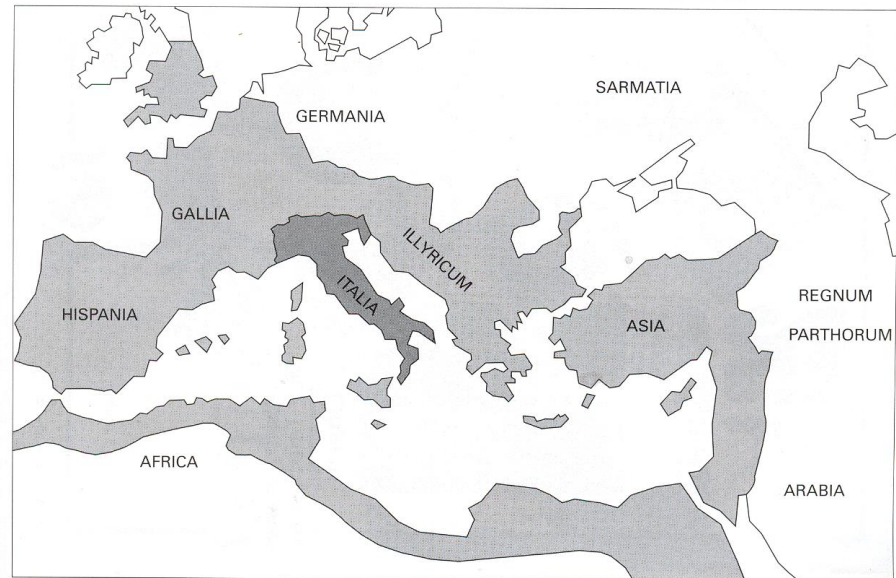 SARMATIA
GERMANIA
GALLIA
ILLYRICUM
ITALIA
REGNUM
PARTHORUM
HISPANIA
ASIA
AFRICA
ARABIA